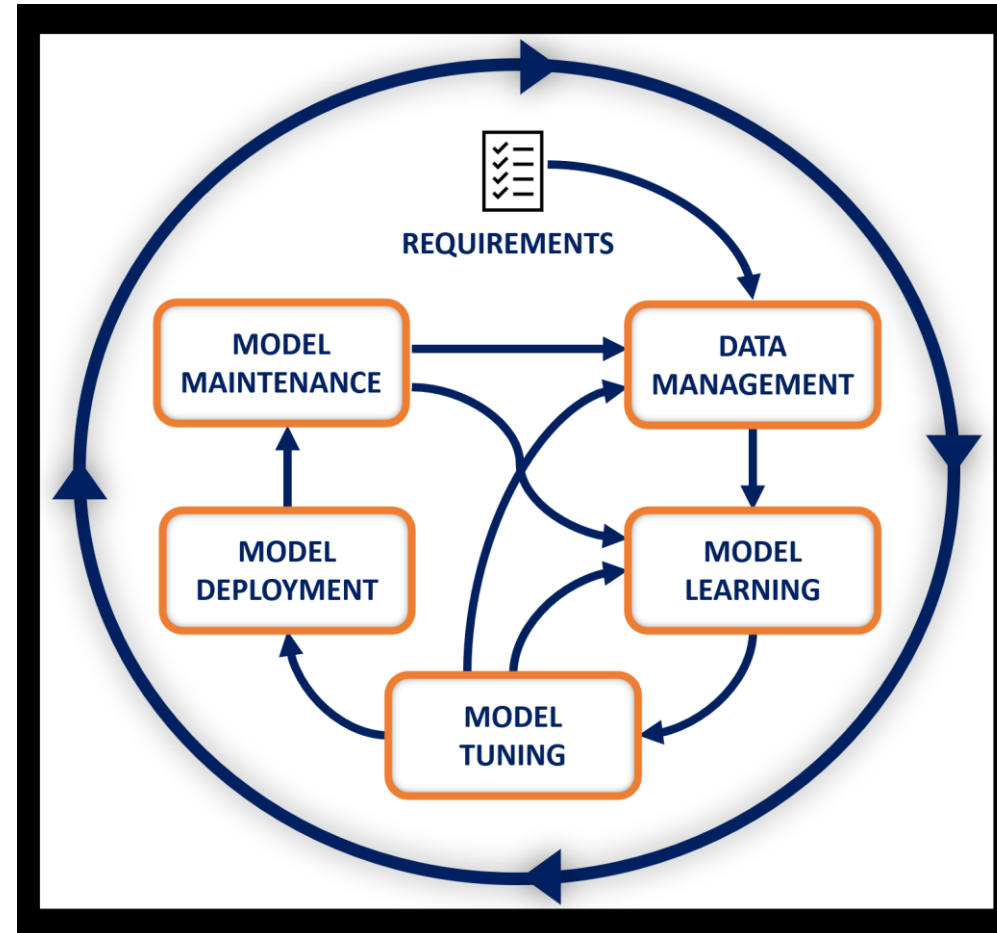 REQUIREMENTS
MODEL
MAINTENANCE
DATA
MANAGEMENT
MODEL
DEPLOYMENT
MODEL
LEARNING
MODEL
TUNING